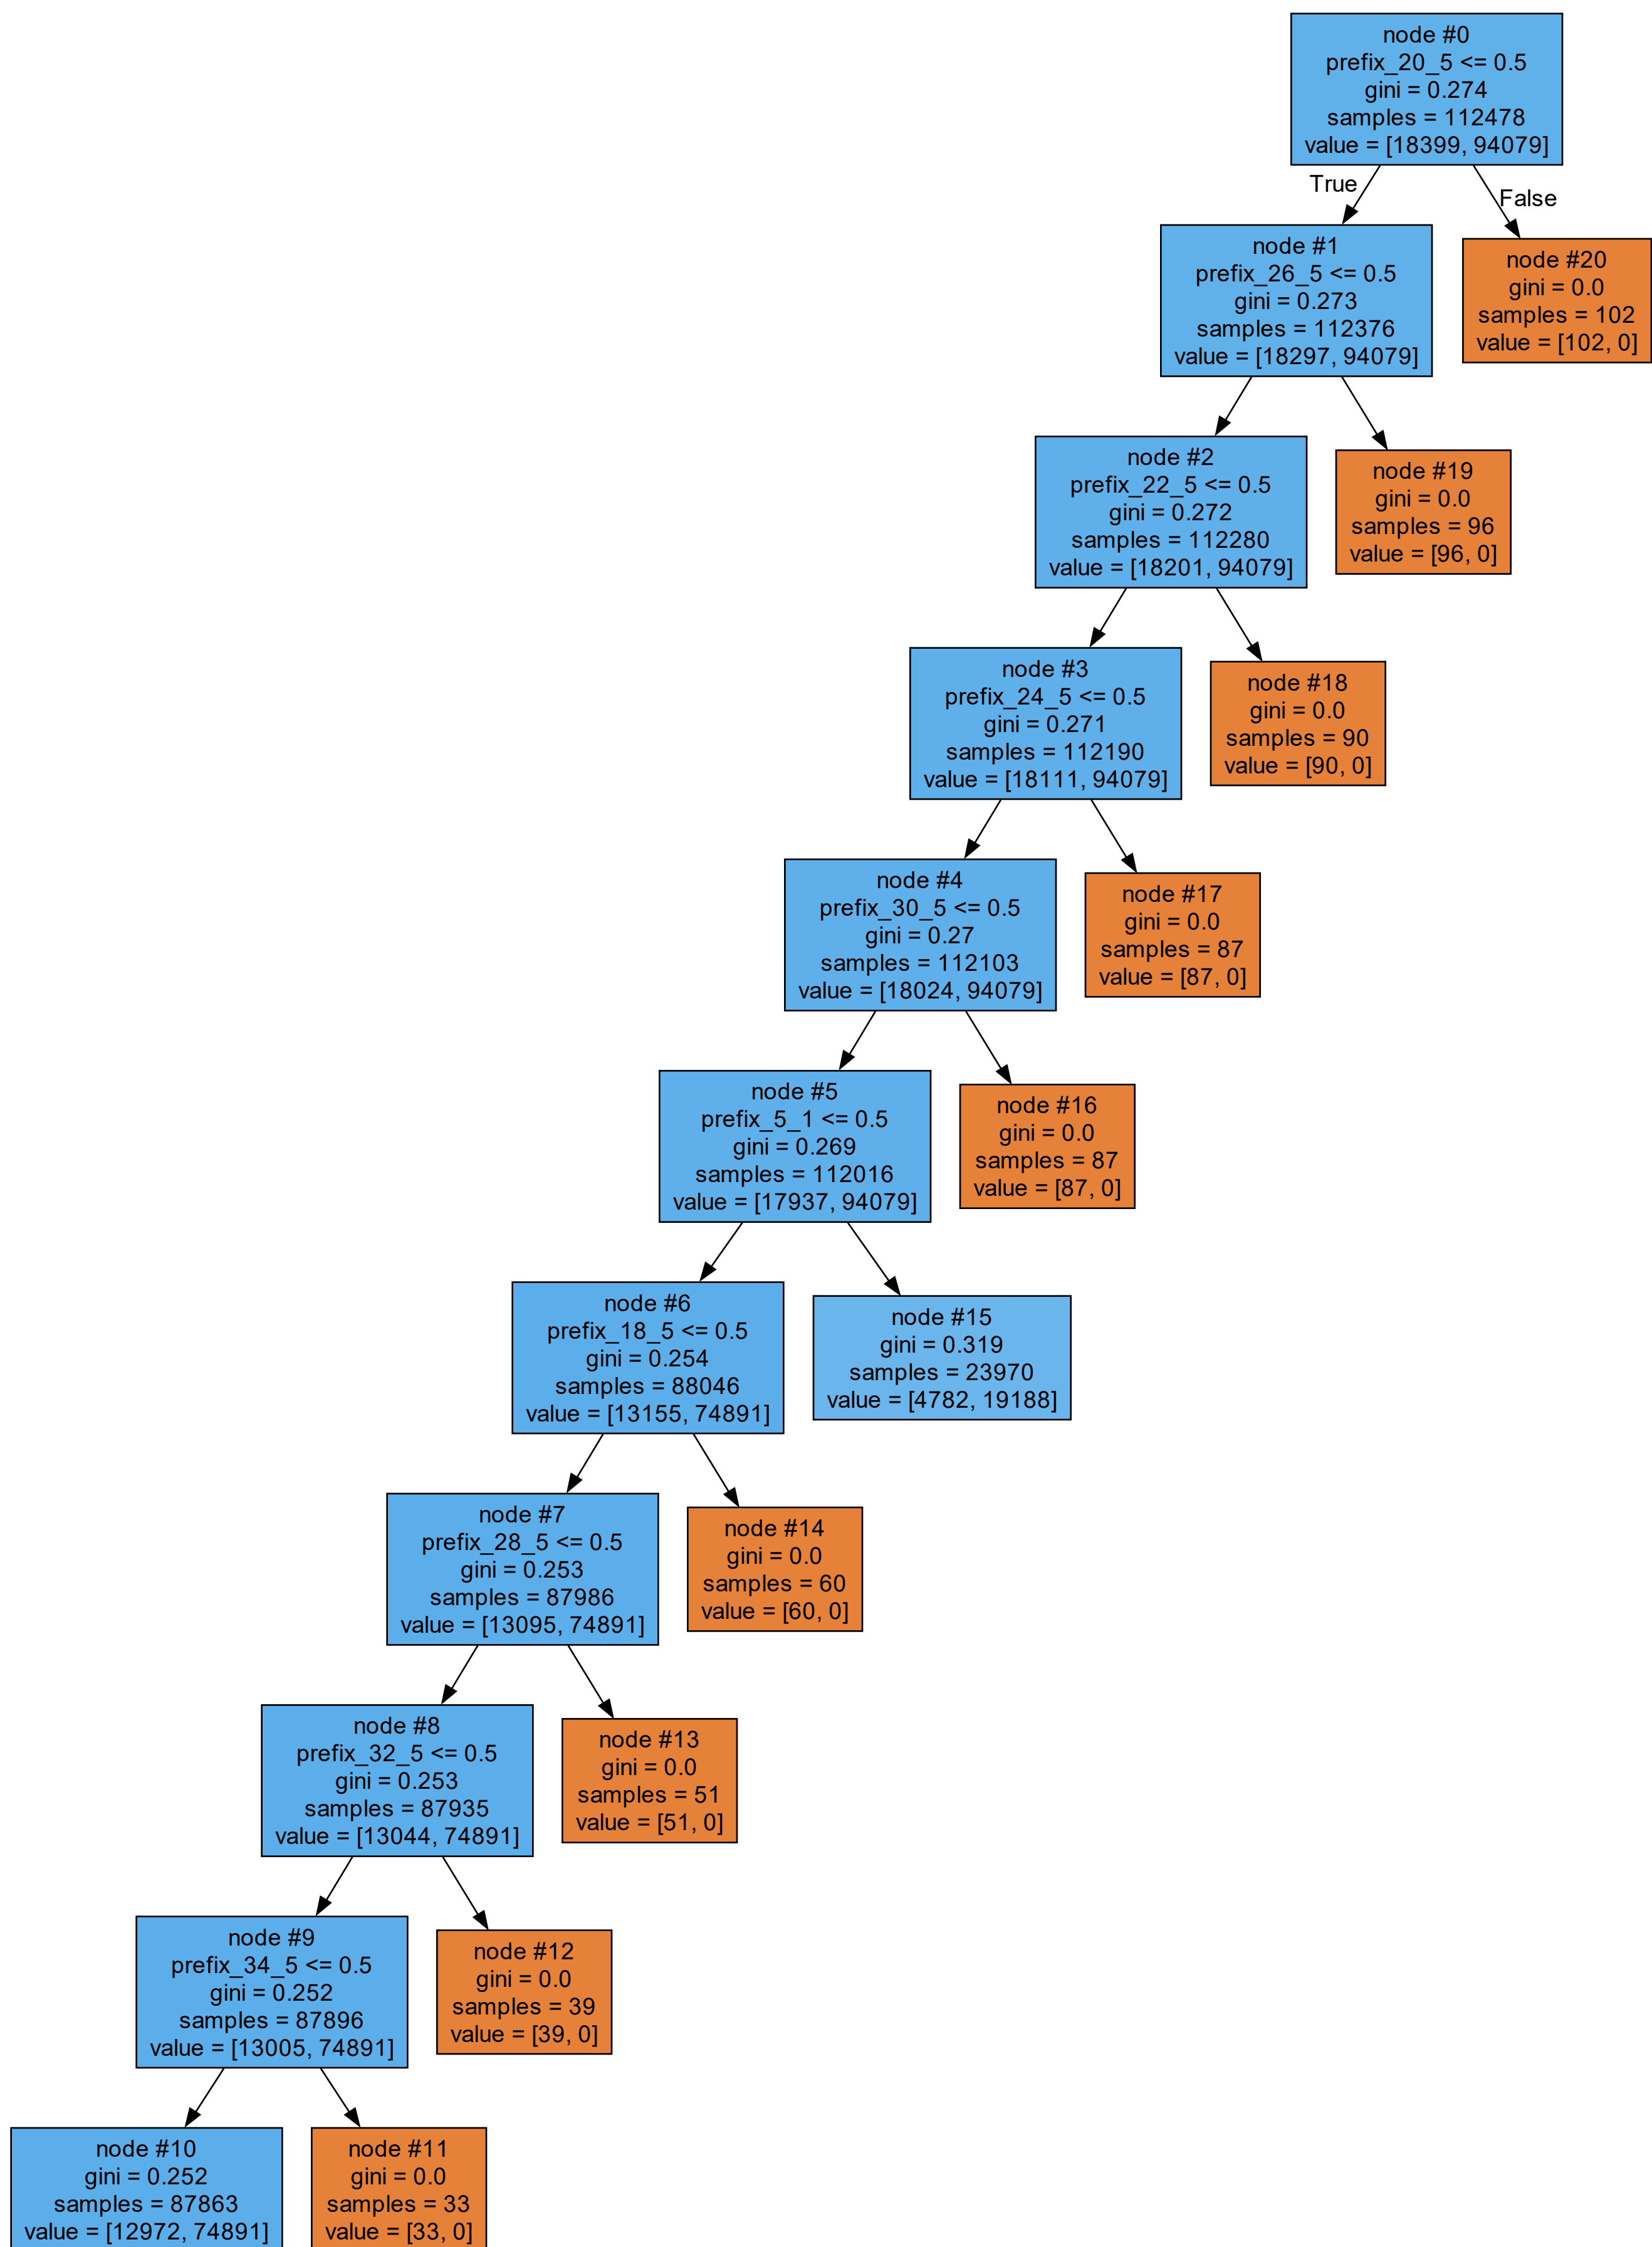 node #0
prefix_20_5 <= 0.5
gini = 0.274
samples = 112478
value = [18399, 94079]
True
False
node #1
prefix_26_5 <= 0.5
gini = 0.273
samples = 112376
value = [18297, 94079]
node #20
gini = 0.0
samples = 102
value = [102, 0]
node #2
prefix_22_5 <= 0.5
gini = 0.272
samples = 112280
value = [18201, 94079]
node #19
gini = 0.0
samples = 96
value = [96, 0]
node #3
prefix_24_5 <= 0.5
gini = 0.271
samples = 112190
value = [18111, 94079]
node #18
gini = 0.0
samples = 90
value = [90, 0]
node #4
prefix_30_5 <= 0.5
gini = 0.27
samples = 112103
value = [18024, 94079]
node #17
gini = 0.0
samples = 87
value = [87, 0]
node #5
prefix_5_1 <= 0.5
gini = 0.269
samples = 112016
value = [17937, 94079]
node #16
gini = 0.0
samples = 87
value = [87, 0]
node #6
prefix_18_5 <= 0.5
gini = 0.254
samples = 88046
value = [13155, 74891]
node #15
gini = 0.319
samples = 23970
value = [4782, 19188]
node #7
prefix_28_5 <= 0.5
gini = 0.253
samples = 87986
value = [13095, 74891]
node #14
gini = 0.0
samples = 60
value = [60, 0]
node #8
prefix_32_5 <= 0.5
gini = 0.253
samples = 87935
value = [13044, 74891]
node #13
gini = 0.0
samples = 51
value = [51, 0]
node #9
prefix_34_5 <= 0.5
gini = 0.252
samples = 87896
value = [13005, 74891]
node #12
gini = 0.0
samples = 39
value = [39, 0]
node #10
gini = 0.252
samples = 87863
value = [12972, 74891]
node #11
gini = 0.0
samples = 33
value = [33, 0]